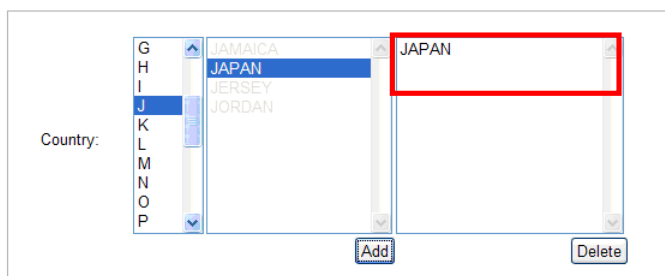 G
H
I
J
K
L
M
N
O
P
JAMAICA
JAPAN
JERSEY
JORDAN
JAPAN
Country:
Add
Delete